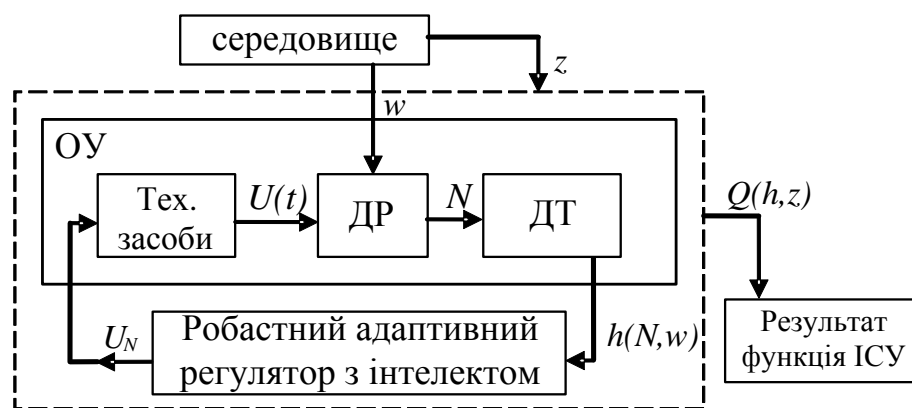 середовище
z
w
ОУ
Тех.
засоби
U(t)
ДР
N
ДТ
Q(h,z)
U_N
Робастний адаптивний
регулятор з інтелектом
h(N,w)
Результат
функція ІСУ